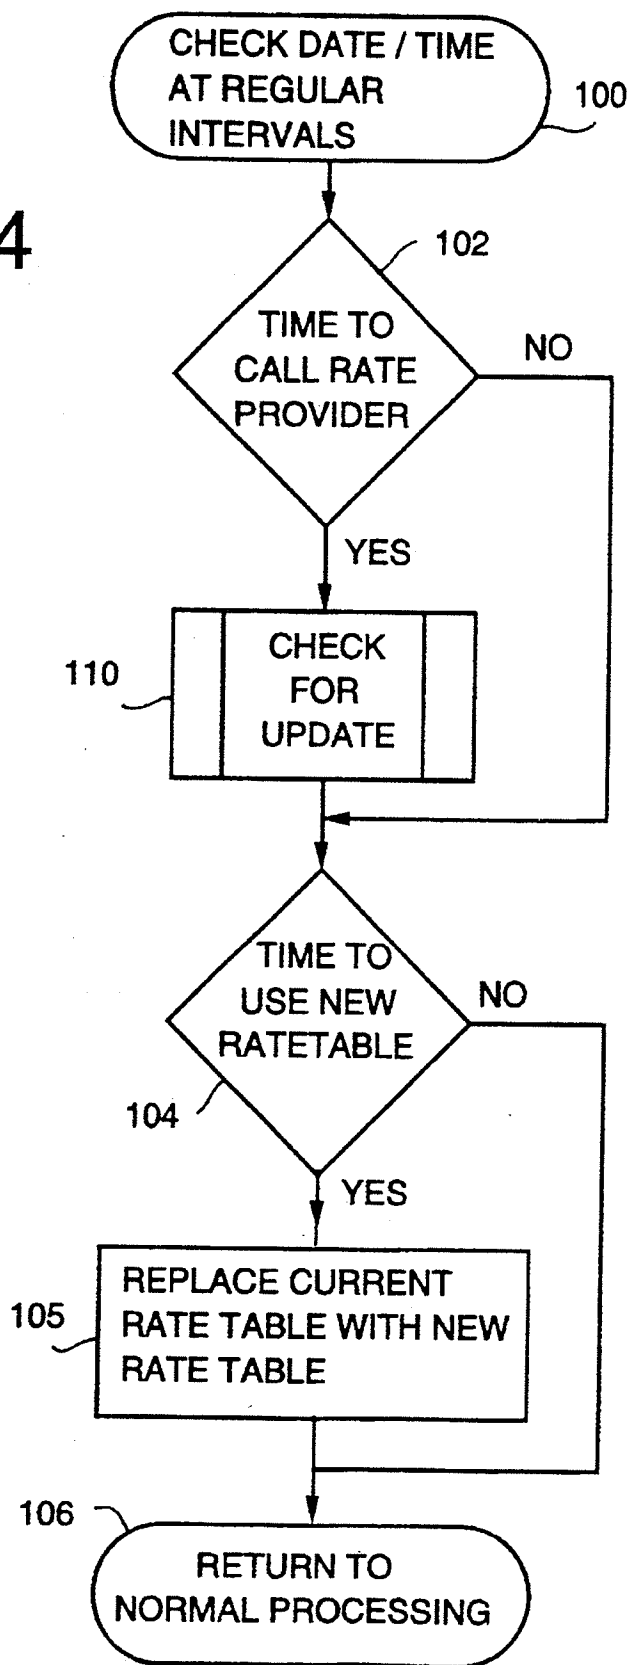 CHECK DATE / TIME
AT REGULAR
INTERVALS
100
4
102
TIME TO
CALL RATE
PROVIDER
NO
YES
110
CHECK
FOR
UPDATE
TIME TO
USE NEW
RATETABLE
NO
104
YES
105
REPLACE CURRENT
RATE TABLE WITH NEW
RATE TABLE
106
RETURN TO
NORMAL PROCESSING